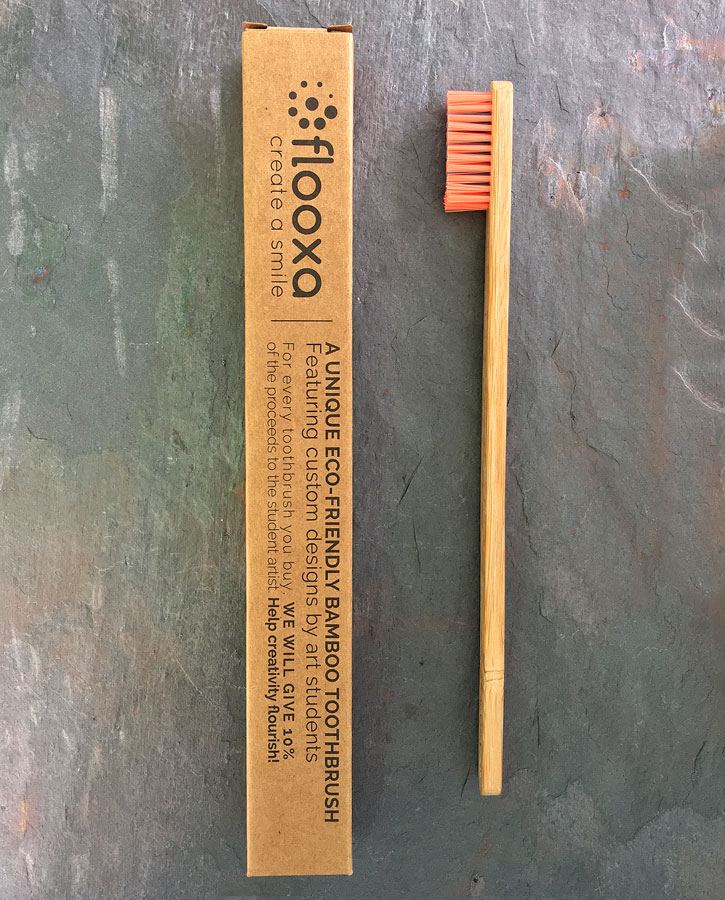 flooxa
create a smile
A UNIQUE ECO-FRIENDLY BAMBOO TOOTHBRUSH
Featuring custom designs by art students
For every toothbrush you buy, WE WILL GIVE 10%
of the proceeds to the student artist. Help creativity flourish!